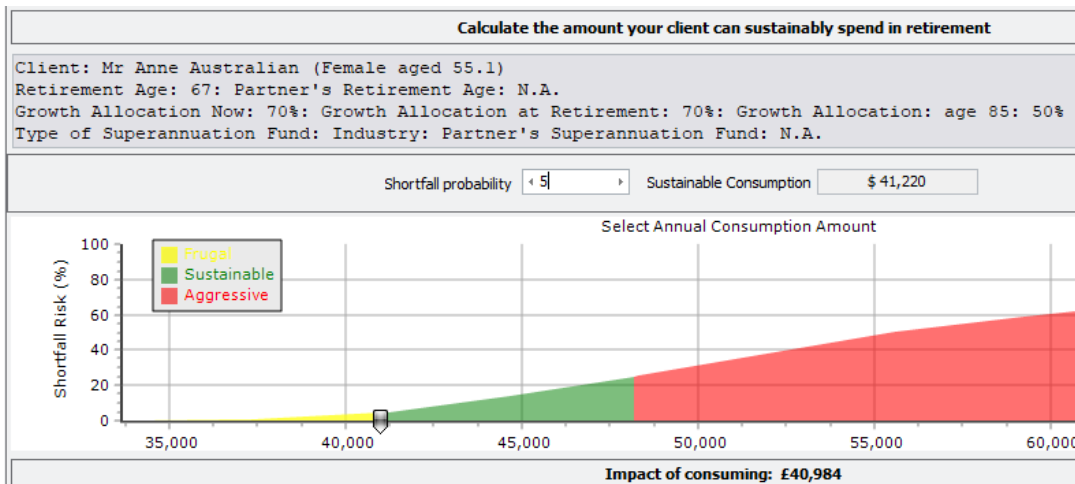 Calculate the amount your client can sustainably spend in retirement
Client: Mr Anne Australian (Female aged 55.1)
Retirement Age: 67: Partner's Retirement Age: N.A.
Growth Allocation Now: 70%: Growth Allocation at Retirement: 70%: Growth Allocation: age 85: 50%
Type of Superannuation Fund: Industry: Partner's Superannuation Fund: N.A.
Shortfall probability 5 Sustainable Consumption $ 41,220
Select Annual Consumption Amount
Shortfall Risk (%)
100
80
60
40
20
0
Frugal
Sustainable
Aggressive
35,000 40,000 45,000 50,000 55,000 60,000
Impact of consuming: £40,984